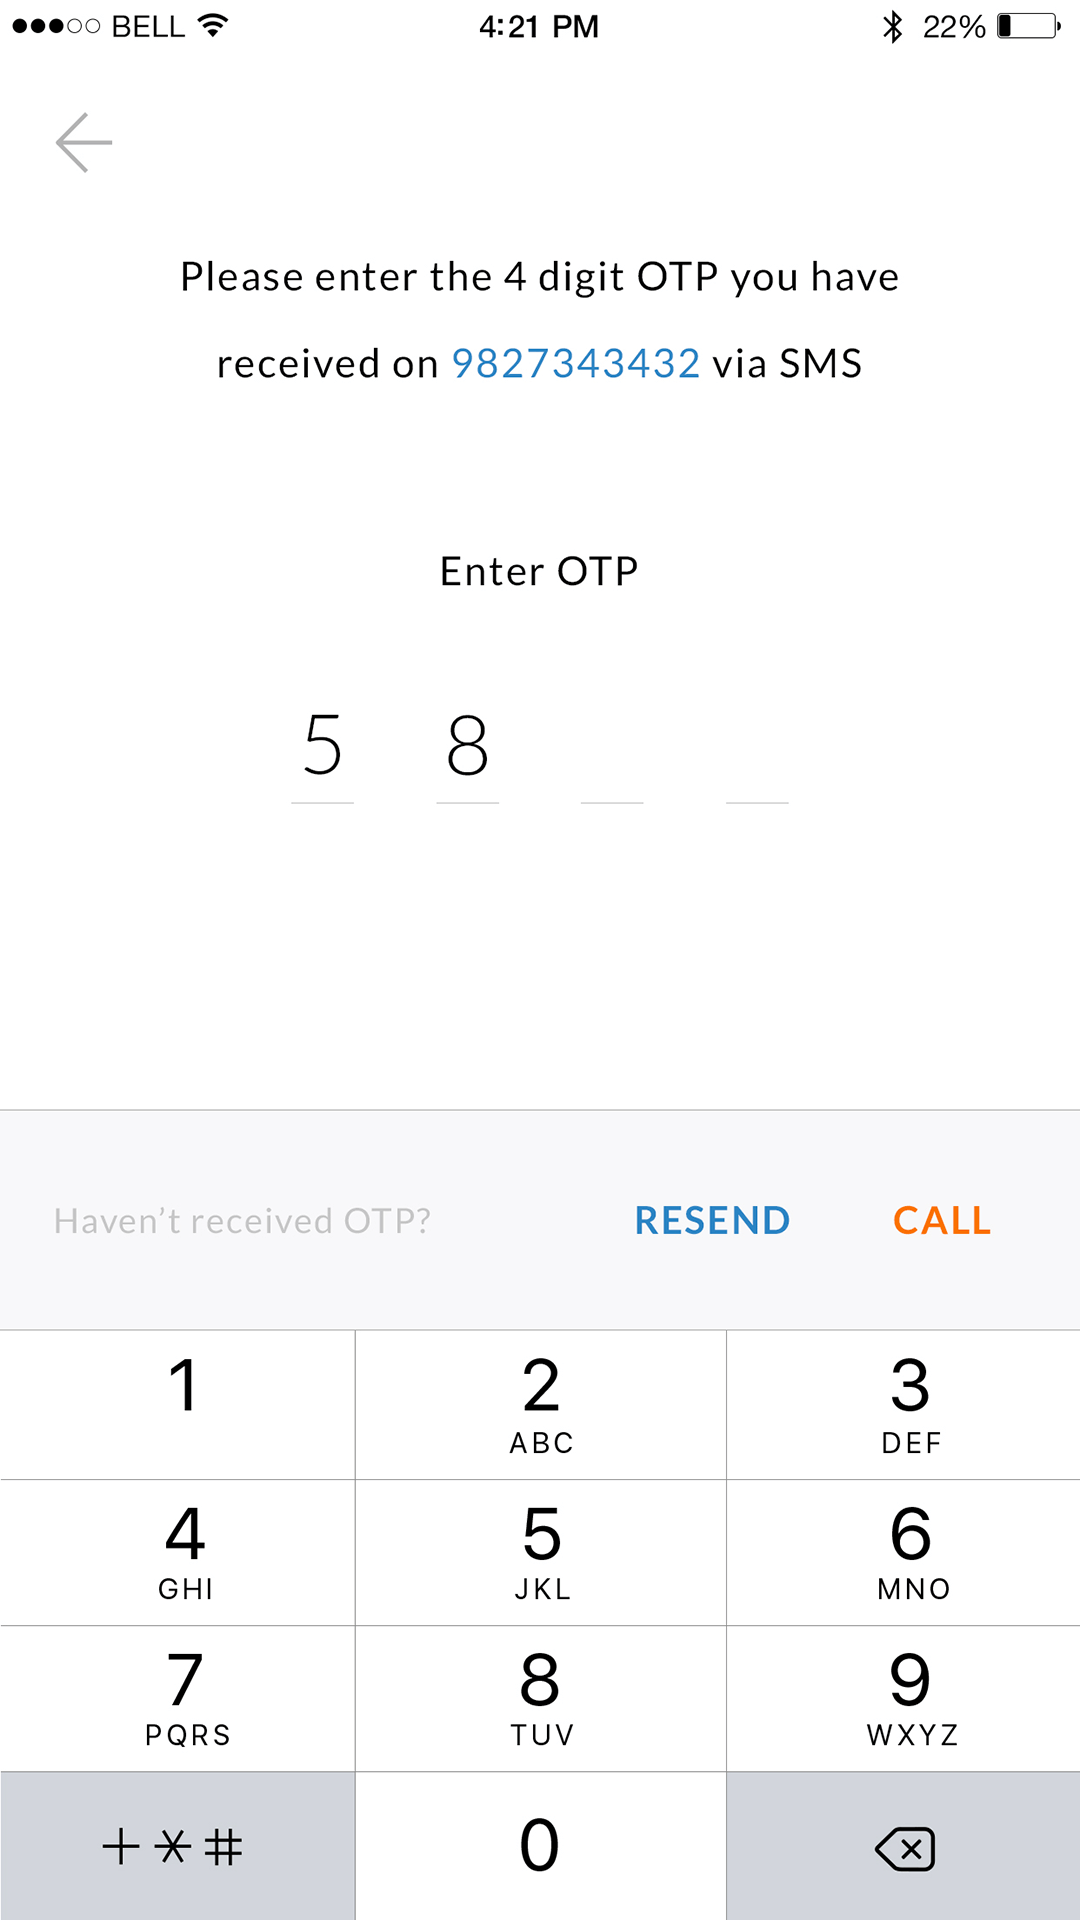 BELL 4:21 PM 22%
Please enter the 4 digit OTP you have
received on 9827343432 via SMS
Enter OTP
5 8
Haven’t received OTP? RESEND CALL
1 2 3
ABC DEF
4 5 6
GHI JKL MNO
7 8 9
PQRS TUV WXYZ
+*# 0